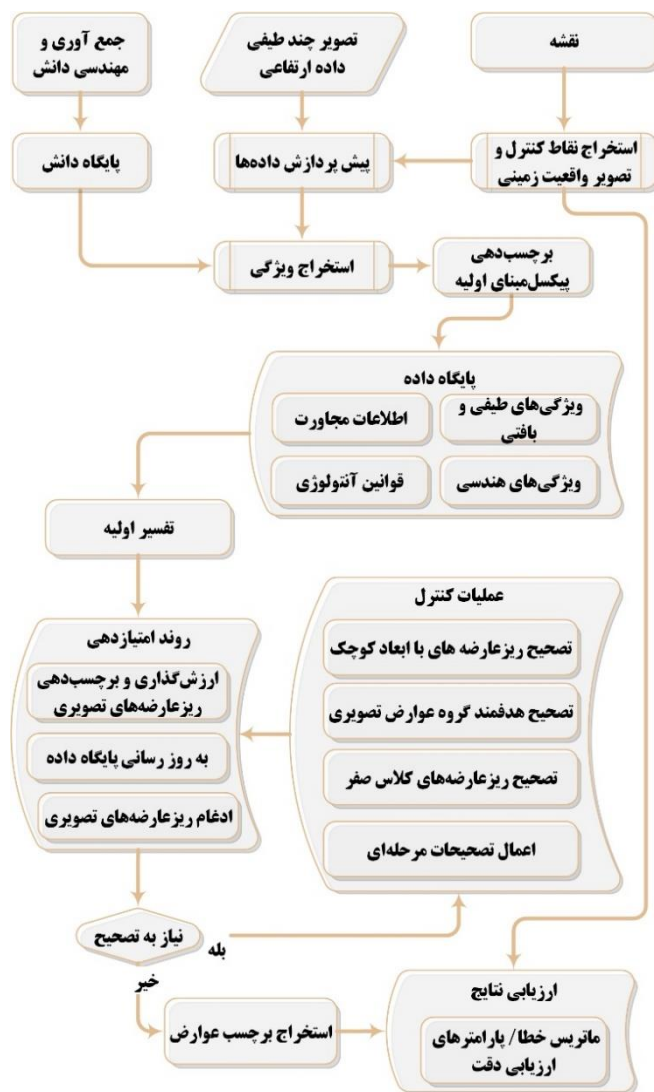 نقشه
تصویر چند طیفی
داده ارتفاعی
جمع آوری و
مهندسی دانش
استخراج نقاط کنترل و
تصویر واقعیت زمینی
پیش پردازش داده‌ها
پایگاه دانش
استخراج ویژگی
برچسب‌دهی
پیکسل‌مبنای اولیه
پایگاه داده
ویژگی‌های طیفی و
بافتی
اطلاعات مجاورت
ویژگی‌های هندسی
قوانین آنتولوژی
تفسیر اولیه
عملیات کنترل
تصحیح ریزعارضه های با ابعاد کوچک
تصحیح هدفمند گروه عوارض تصویری
تصحیح ریزعارضه‌های کلاس صفر
اعمال تصحیحات مرحله‌ای
روند امتیازدهی
ارزش‌گذاری و برچسب‌دهی
ریزعارضه‌های تصویری
به روز رسانی پایگاه داده
ادغام ریزعارضه‌های تصویری
نیاز به تصحیح
بله
خیر
استخراج برچسب عوارض
ارزیابی نتایج
ماتریس خطا/ پارامترهای
ارزیابی دقت